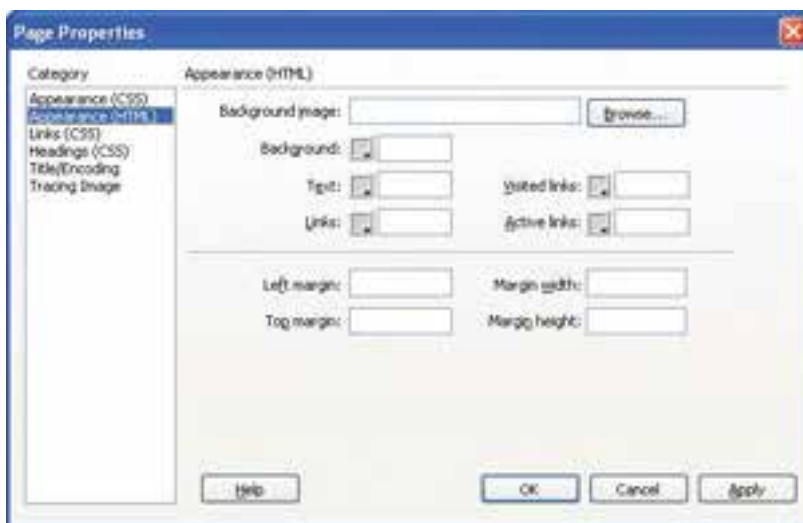 Page Properties
Category
Appearance (HTML)
Appearance (CSS)
Appearance (HTML)
Links (CSS)
Headings (CSS)
Title/Encoding
Tracing Image
Background image:
Browse...
Background:
Text:
Visited links:
Links:
Active links:
Left margin:
Margin width:
Top margin:
Margin height:
Help
OK
Cancel
Apply